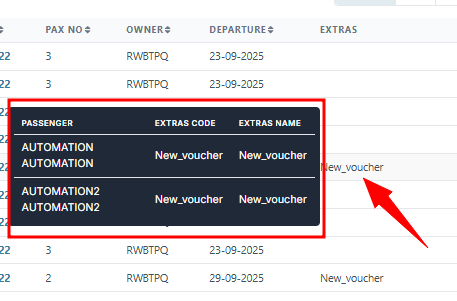 PAX NO OWNER DEPARTURE EXTRAS
22 3 RWBTPQ 23-09-2025
22 3 RWBTPQ 23-09-2025
PASSENGER EXTRAS CODE EXTRAS NAME
AUTOMATION
AUTOMATION
New_voucher New_voucher
New_voucher
AUTOMATION2
AUTOMATION2
New_voucher New_voucher
22 3 RWBTPQ 23-09-2025
22 2 RWBTPQ 29-09-2025 New_voucher